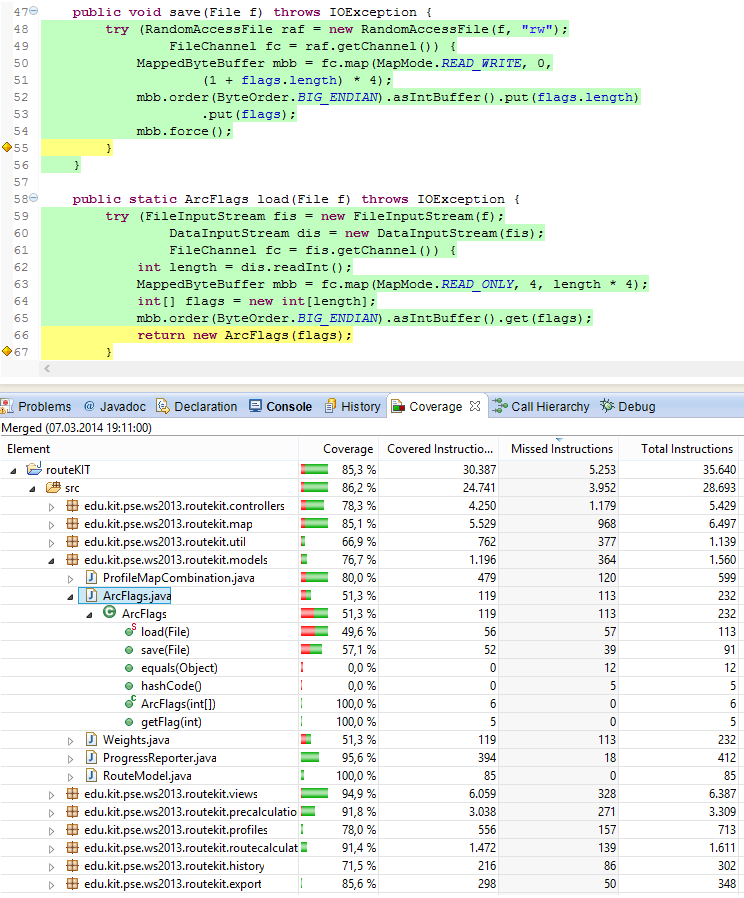 47 public void save(File f) throws IOException {
48 try (RandomAccessFile raf = new RandomAccessFile(f, "rw");
49 FileChannel fc = raf.getChannel()) {
50 MappedByteBuffer mbb = fc.map(MapMode.READ_WRITE, 0,
51 (1 + flags.length) * 4);
52 mbb.order(ByteOrder.BIG_ENDIAN).asIntBuffer().put(flags.length)
53 .put(flags);
54 mbb.force();
55 }
56 }
57
58 public static ArcFlags load(File f) throws IOException {
59 try (FileInputStream fis = new FileInputStream(f);
60 DataInputStream dis = new DataInputStream(fis);
61 FileChannel fc = fis.getChannel()) {
62 int length = dis.readInt();
63 MappedByteBuffer mbb = fc.map(MapMode.READ_ONLY, 4, length * 4);
64 int[] flags = new int[length];
65 mbb.order(ByteOrder.BIG_ENDIAN).asIntBuffer().get(flags);
66 return new ArcFlags(flags);
67 }
Problems @ Javadoc Declaration Console History Coverage Call Hierarchy Debug
Merged (07.03.2014 19:11:00)
Element Coverage Covered Instructio... Missed Instructions Total Instructions
routeKIT 85,3 % 30.387 5.253 35.640
src 86,2 % 24.741 3.952 28.693
edu.kit.pse.ws2013.routekit.controllers 78,3 % 4.250 1.179 5.429
edu.kit.pse.ws2013.routekit.map 85,1 % 5.529 968 6.497
edu.kit.pse.ws2013.routekit.util 66,9 % 762 377 1.139
edu.kit.pse.ws2013.routekit.models 76,7 % 1.196 364 1.560
ProfileMapCombination.java 80,0 % 479 120 599
ArcFlags.java 51,3 % 119 113 232
ArcFlags 51,3 % 119 113 232
load(File) 49,6 % 56 57 113
save(File) 57,1 % 52 39 91
equals(Object) 0,0 % 0 12 12
hashCode() 0,0 % 0 5 5
ArcFlags(int[]) 100,0 % 6 0 6
getFlag(int) 100,0 % 5 0 5
Weights.java 51,3 % 119 113 232
ProgressReporter.java 95,6 % 394 18 412
RouteModel.java 100,0 % 85 0 85
edu.kit.pse.ws2013.routekit.views 94,9 % 6.059 328 6.387
edu.kit.pse.ws2013.routekit.precalculatio 91,8 % 3.038 271 3.309
edu.kit.pse.ws2013.routekit.profiles 78,0 % 556 157 713
edu.kit.pse.ws2013.routekit.routecalculat 91,4 % 1.472 139 1.611
edu.kit.pse.ws2013.routekit.history 71,5 % 216 86 302
edu.kit.pse.ws2013.routekit.export 85,6 % 298 50 348